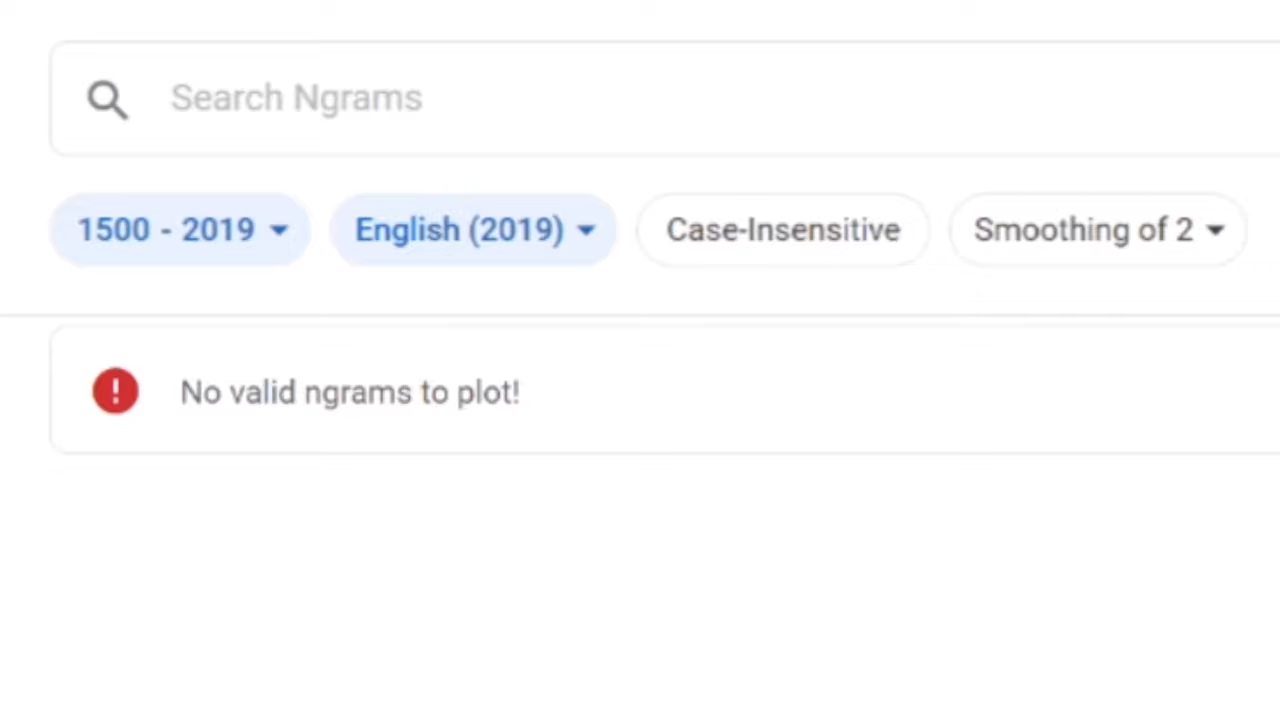 Search Ngrams
1500 - 2019 English (2019) Case-Insensitive Smoothing of 2
No valid ngrams to plot!